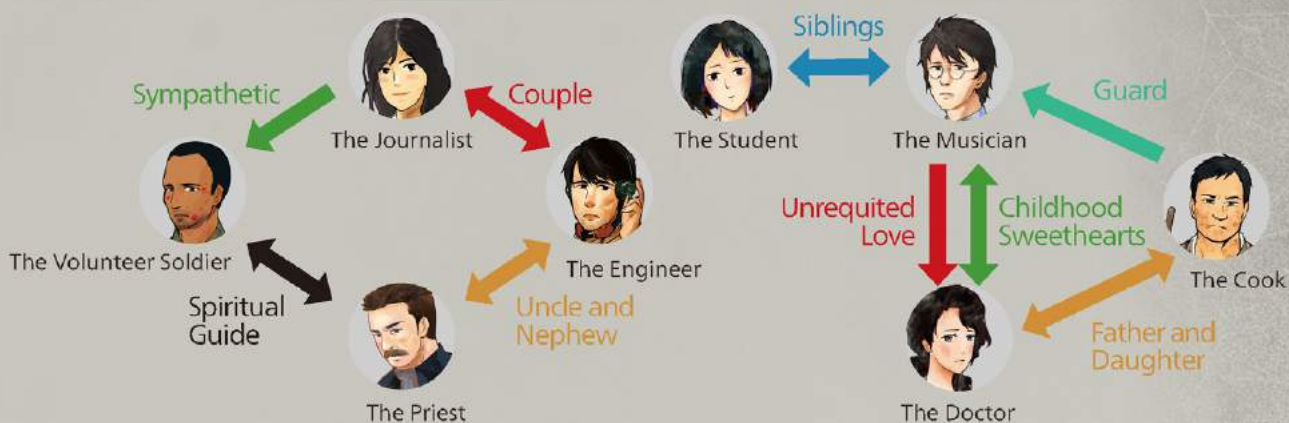 Siblings
Sympathetic
Couple
Guard
The Journalist
The Student
The Musician
Unrequited
Love
Childhood
Sweethearts
The Volunteer Soldier
The Engineer
The Cook
Spiritual
Guide
Uncle and
Nephew
Father and
Daughter
The Priest
The Doctor